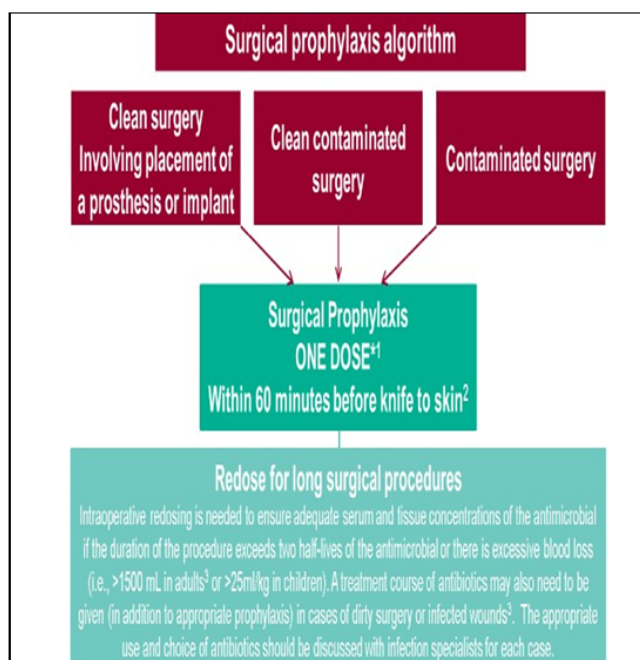 Surgical prophylaxis algorithm
Clean surgery
Involving placement of
a prosthesis or implant
Clean contaminated
surgery
Contaminated surgery
Surgical Prophylaxis
ONE DOSE*1
Within 60 minutes before knife to skin2
Redose for long surgical procedures
Intraoperative redosing is needed to ensure adequate serum and tissue concentrations of the antimicrobial
if the duration of the procedure exceeds two half-lives of the antimicrobial or there is excessive blood loss
(i.e., >1500 mL in adults3 or >25ml/kg in children). A treatment course of antibiotics may also need to be
given (in addition to appropriate prophylaxis) in cases of dirty surgery or infected wounds3. The appropriate
use and choice of antibiotics should be discussed with infection specialists for each case.